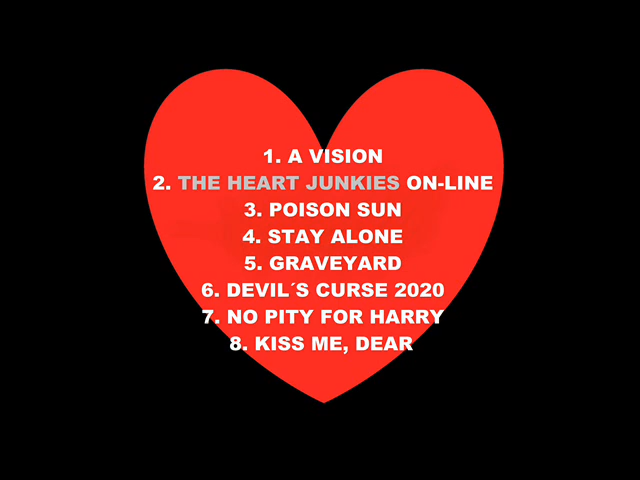 1. A VISION
2. THE HEART JUNKIES ON-LINE
3. POISON SUN
4. STAY ALONE
5. GRAVEYARD
6. DEVIL´S CURSE 2020
7. NO PITY FOR HARRY
8. KISS ME, DEAR